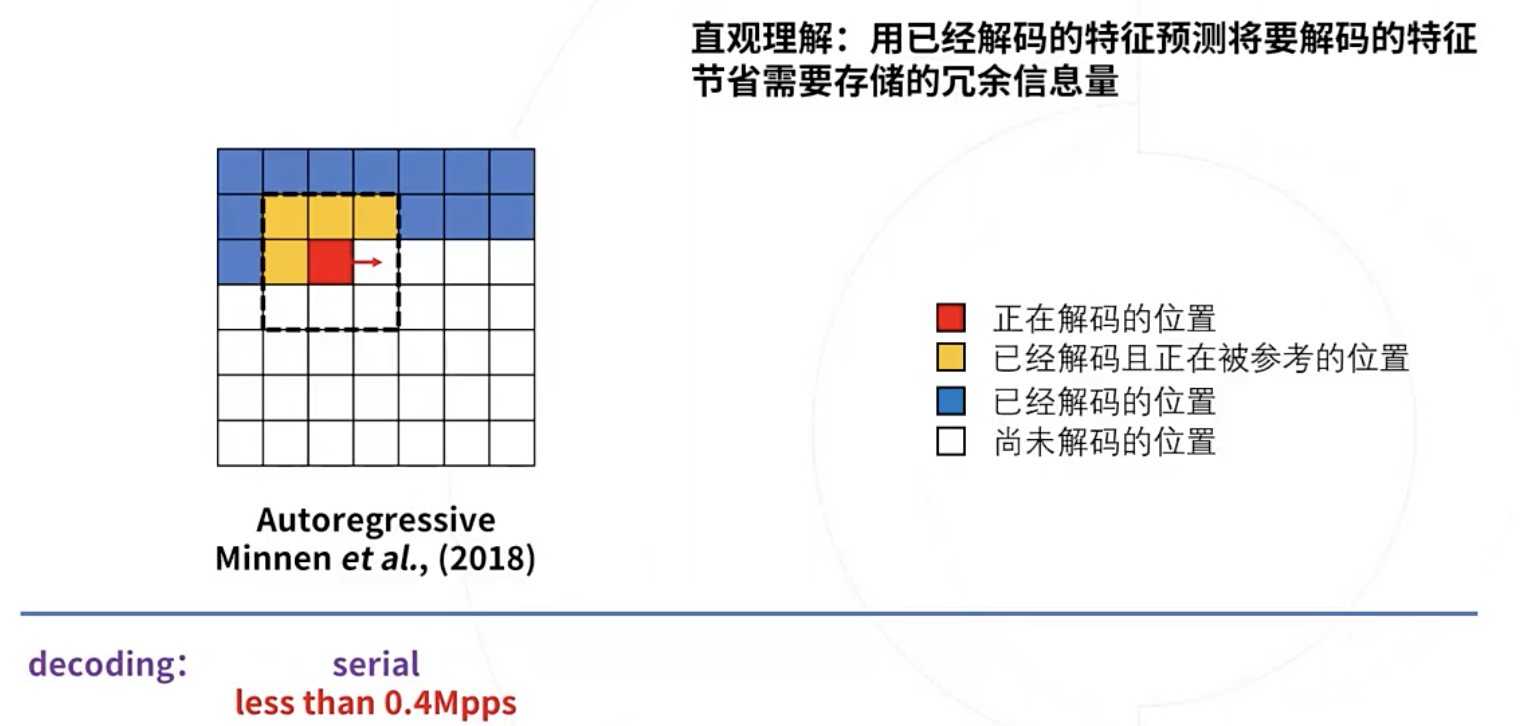 直观理解：用已经解码的特征预测将要解码的特征
节省需要存储的冗余信息量
正在解码的位置
已经解码且正在被参考的位置
已经解码的位置
尚未解码的位置
Autoregressive
Minnen et al., (2018)
decoding: serial
less than 0.4Mpps